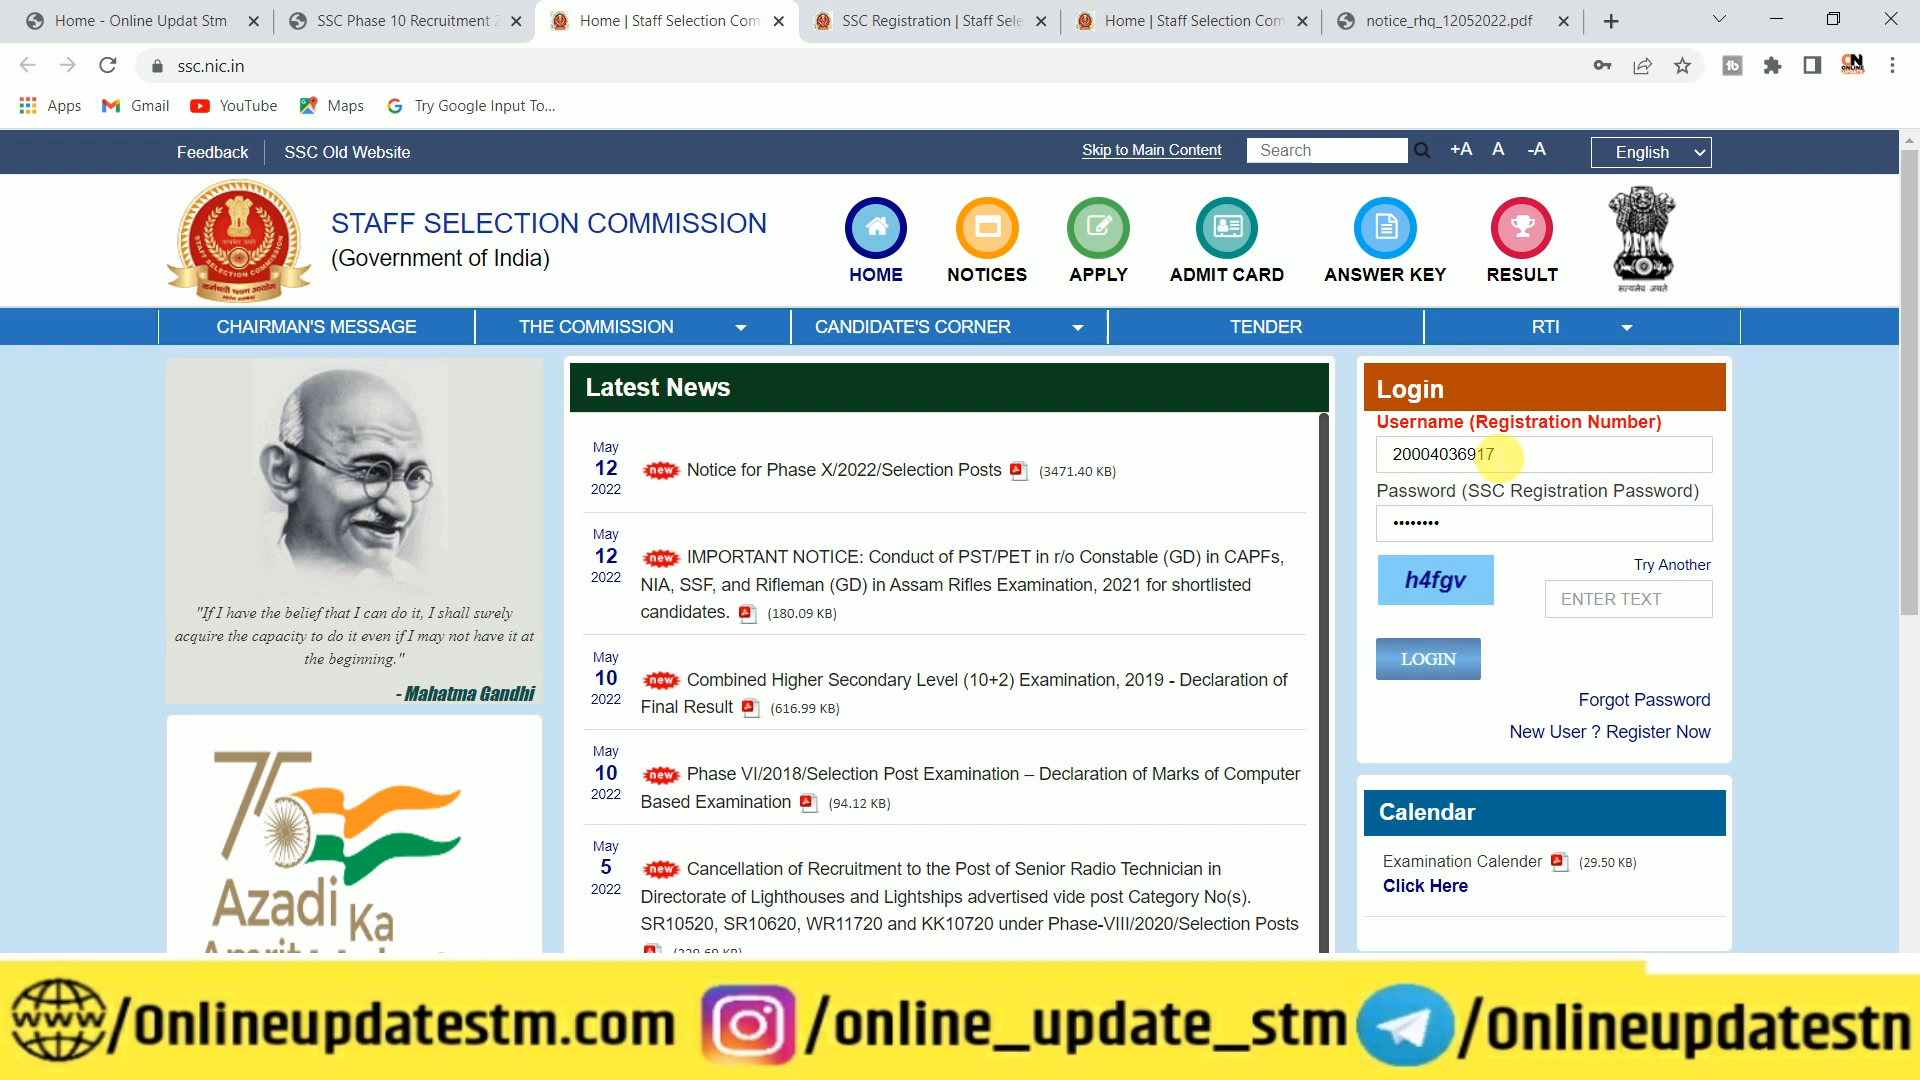 Home - Online Updat Stm
SSC Phase 10 Recruitment 2
Home | Staff Selection Com
SSC Registration | Staff Sele
Home | Staff Selection Com
notice_rhq_12052022.pdf
ssc.nic.in
Apps
Gmail
YouTube
Maps
Try Google Input To...
Feedback
SSC Old Website
Skip to Main Content
Search
+A A -A
English
STAFF SELECTION COMMISSION
(Government of India)
HOME
NOTICES
APPLY
ADMIT CARD
ANSWER KEY
RESULT
सत्यमेव जयते
CHAIRMAN'S MESSAGE
THE COMMISSION
CANDIDATE'S CORNER
TENDER
RTI
"If I have the belief that I can do it, I shall surely
acquire the capacity to do it even if I may not have it at
the beginning."
- Mahatma Gandhi
Azadi Ka
Latest News
May
12
2022
new Notice for Phase X/2022/Selection Posts (3471.40 KB)
May
12
2022
new IMPORTANT NOTICE: Conduct of PST/PET in r/o Constable (GD) in CAPFs,
NIA, SSF, and Rifleman (GD) in Assam Rifles Examination, 2021 for shortlisted
candidates. (180.09 KB)
May
10
2022
new Combined Higher Secondary Level (10+2) Examination, 2019 - Declaration of
Final Result (616.99 KB)
May
10
2022
new Phase VI/2018/Selection Post Examination – Declaration of Marks of Computer
Based Examination (94.12 KB)
May
5
2022
new Cancellation of Recruitment to the Post of Senior Radio Technician in
Directorate of Lighthouses and Lightships advertised vide post Category No(s).
SR10520, SR10620, WR11720 and KK10720 under Phase-VIII/2020/Selection Posts
Login
Username (Registration Number)
20004036917
Password (SSC Registration Password)
••••••••
h4fgv
Try Another
ENTER TEXT
LOGIN
Forgot Password
New User ? Register Now
Calendar
Examination Calender (29.50 KB)
Click Here
www/Onlineupdatestm.com
/online_update_stm
/Onlineupdatestn